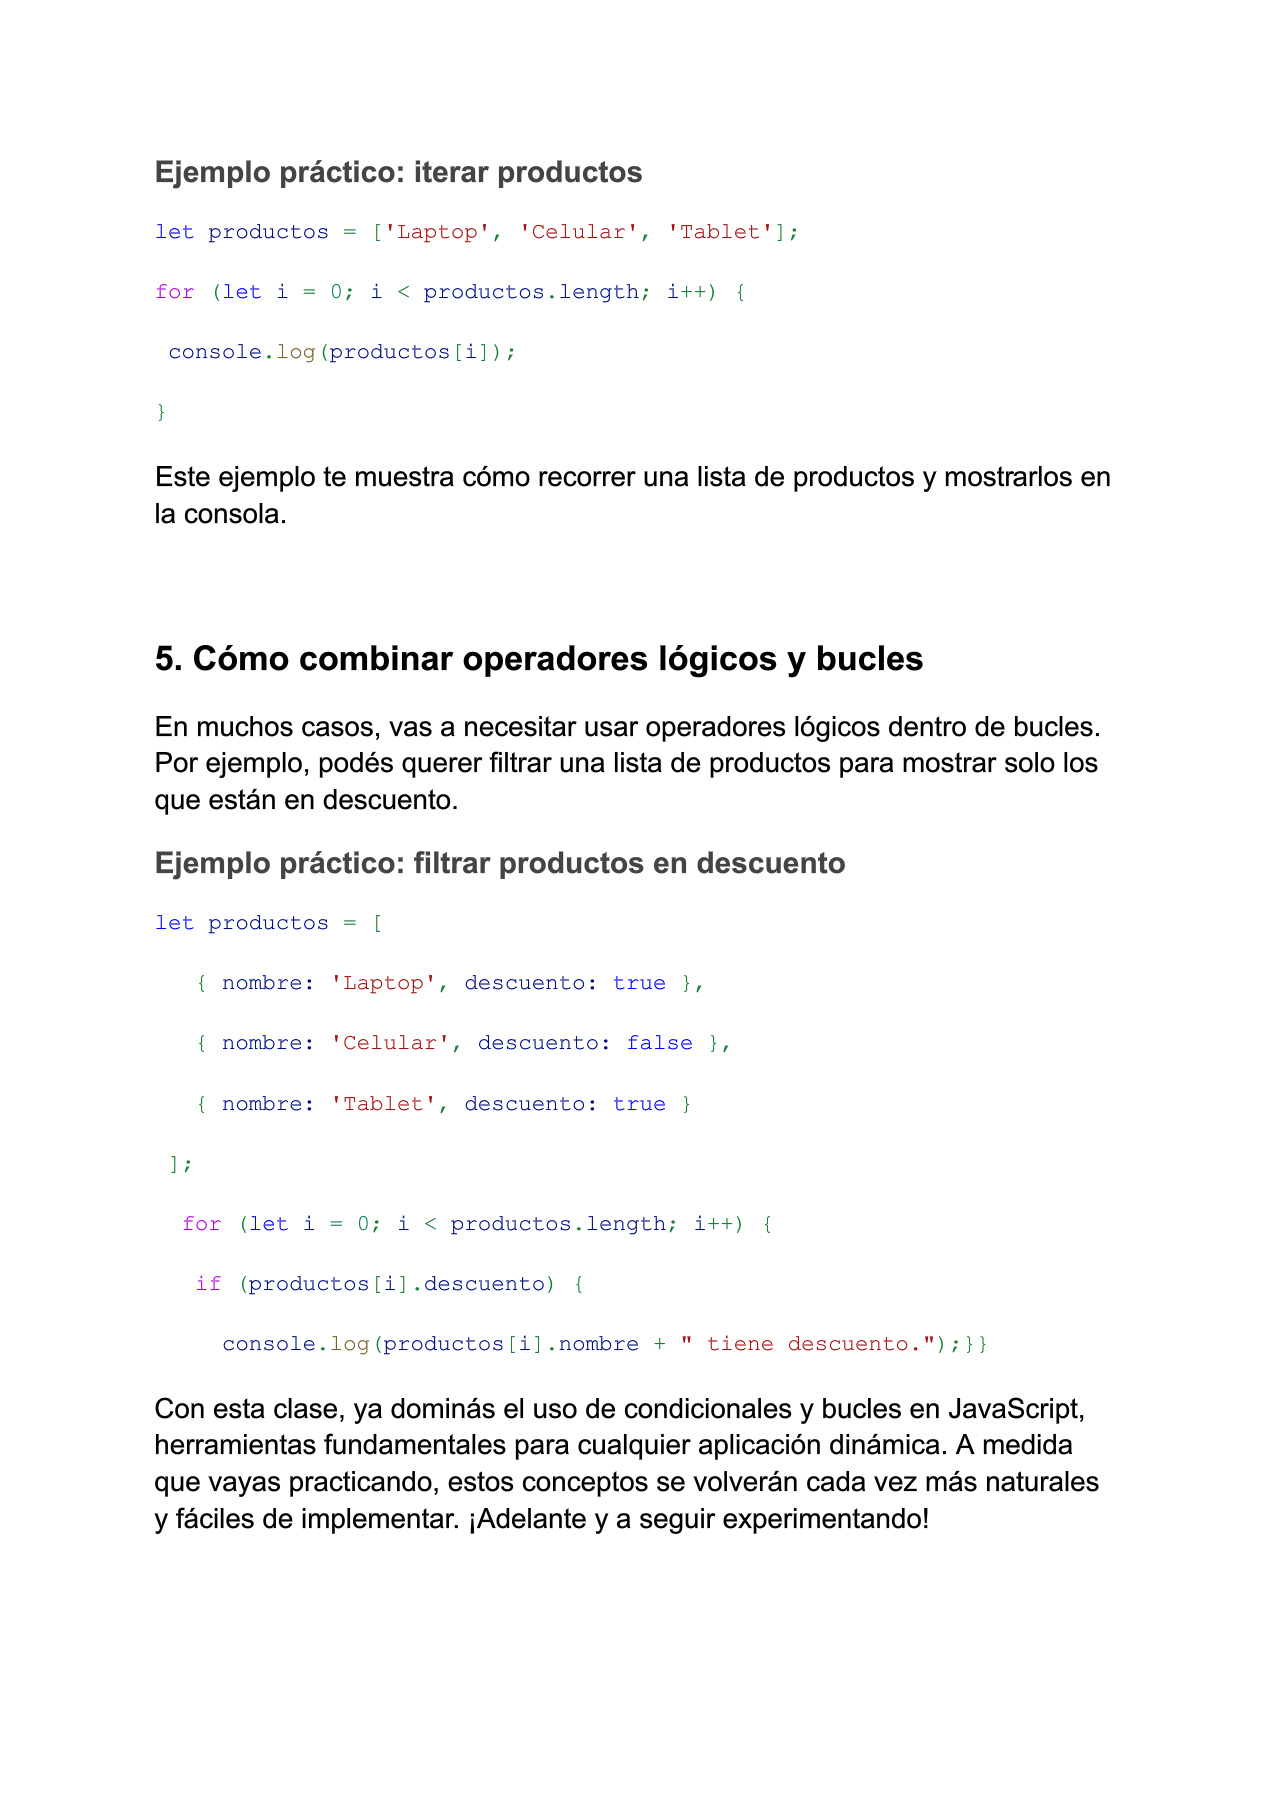 Ejemplo práctico: iterar productos
let productos = ['Laptop', 'Celular', 'Tablet'];
for (let i = 0; i < productos.length; i++) {
 console.log(productos[i]);
}
Este ejemplo te muestra cómo recorrer una lista de productos y mostrarlos en
la consola.
5. Cómo combinar operadores lógicos y bucles
En muchos casos, vas a necesitar usar operadores lógicos dentro de bucles.
Por ejemplo, podés querer filtrar una lista de productos para mostrar solo los
que están en descuento.
Ejemplo práctico: filtrar productos en descuento
let productos = [
   { nombre: 'Laptop', descuento: true },
   { nombre: 'Celular', descuento: false },
   { nombre: 'Tablet', descuento: true }
 ];
  for (let i = 0; i < productos.length; i++) {
   if (productos[i].descuento) {
     console.log(productos[i].nombre + " tiene descuento.");}}
Con esta clase, ya dominás el uso de condicionales y bucles en JavaScript,
herramientas fundamentales para cualquier aplicación dinámica. A medida
que vayas practicando, estos conceptos se volverán cada vez más naturales
y fáciles de implementar. ¡Adelante y a seguir experimentando!